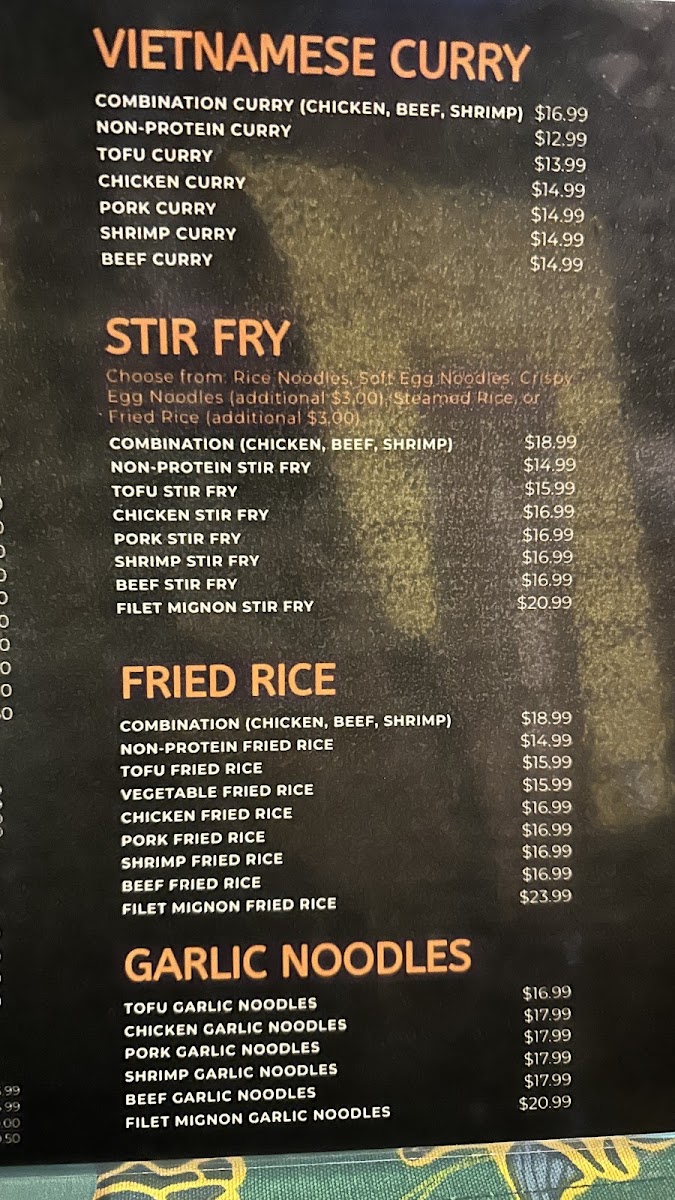 VIETNAMESE CURRY
COMBINATION CURRY (CHICKEN, BEEF, SHRIMP) $16.99
NON-PROTEIN CURRY $12.99
TOFU CURRY $13.99
CHICKEN CURRY $14.99
PORK CURRY $14.99
SHRIMP CURRY $14.99
BEEF CURRY $14.99
STIR FRY
Choose from: Rice Noodles, Soft Egg Noodles, Crispy
Egg Noodles (additional $3.00), Steamed Rice, or
Fried Rice (additional $3.00)
COMBINATION (CHICKEN, BEEF, SHRIMP) $18.99
NON-PROTEIN STIR FRY $14.99
TOFU STIR FRY $15.99
CHICKEN STIR FRY $16.99
PORK STIR FRY $16.99
SHRIMP STIR FRY $16.99
BEEF STIR FRY $16.99
FILET MIGNON STIR FRY $20.99
FRIED RICE
COMBINATION (CHICKEN, BEEF, SHRIMP) $18.99
NON-PROTEIN FRIED RICE $14.99
TOFU FRIED RICE $15.99
VEGETABLE FRIED RICE $15.99
CHICKEN FRIED RICE $16.99
PORK FRIED RICE $16.99
SHRIMP FRIED RICE $16.99
BEEF FRIED RICE $16.99
FILET MIGNON FRIED RICE $23.99
GARLIC NOODLES
TOFU GARLIC NOODLES $16.99
CHICKEN GARLIC NOODLES $17.99
PORK GARLIC NOODLES $17.99
SHRIMP GARLIC NOODLES $17.99
BEEF GARLIC NOODLES $17.99
FILET MIGNON GARLIC NOODLES $20.99
.99
.99
.00
.50